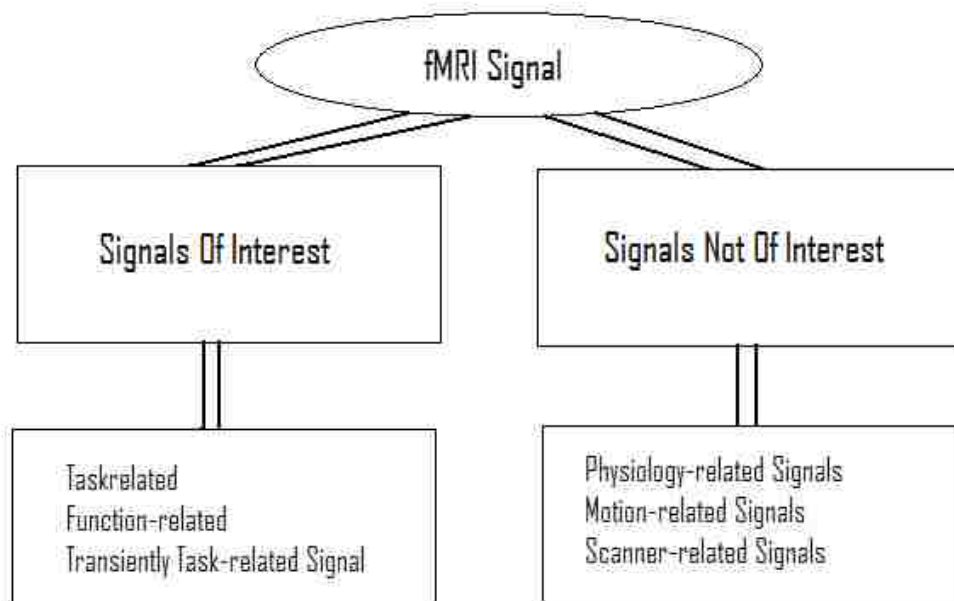 fMRI Signal
Signals Of Interest
Signals Not Of Interest
Taskrelated
Function-related
Transiently Task-related Signal
Physiology-related Signals
Motion-related Signals
Scanner-related Signals